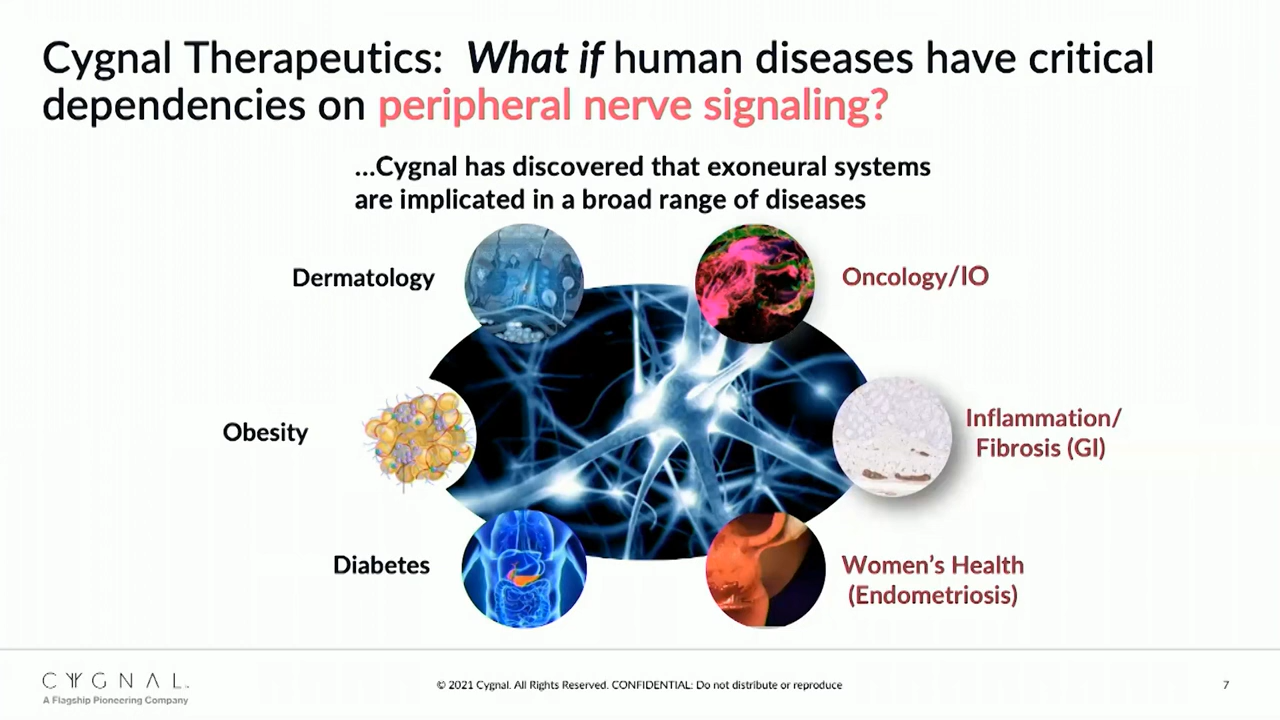 Cygnal Therapeutics: What if human diseases have critical
dependencies on peripheral nerve signaling?
...Cygnal has discovered that exoneural systems
are implicated in a broad range of diseases
Dermatology
Oncology/IO
Obesity
Inflammation/
Fibrosis (GI)
Diabetes
Women's Health
(Endometriosis)
CYGNAL™
A Flagship Pioneering Company
© 2021 Cygnal. All Rights Reserved. CONFIDENTIAL: Do not distribute or reproduce
7